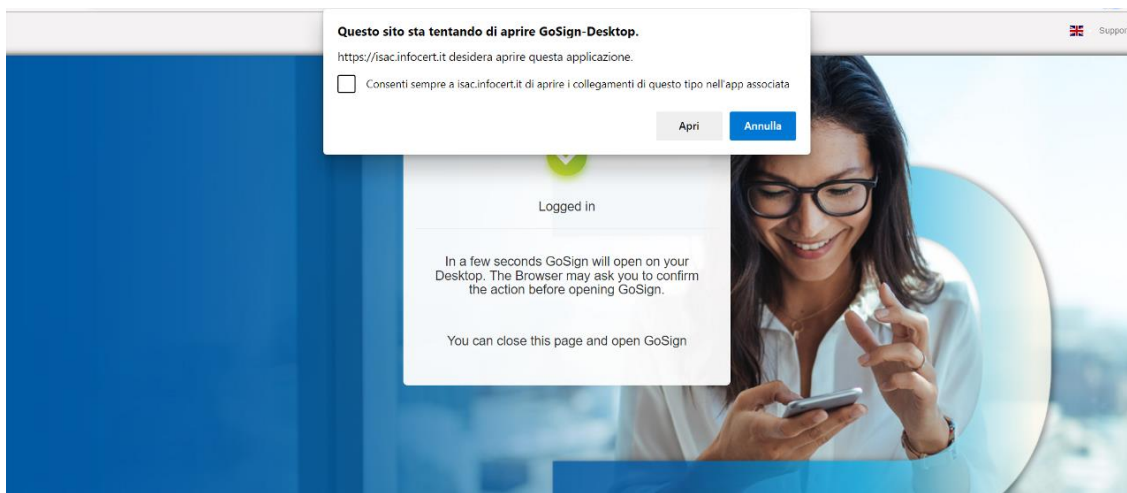 Questo sito sta tentando di aprire GoSign-Desktop.
https://isac.infocert.it desidera aprire questa applicazione.
Consenti sempre a isac.infocert.it di aprire i collegamenti di questo tipo nell'app associata
Apri
Annulla
Suppor
Logged in
In a few seconds GoSign will open on your
Desktop. The Browser may ask you to confirm
the action before opening GoSign.
You can close this page and open GoSign